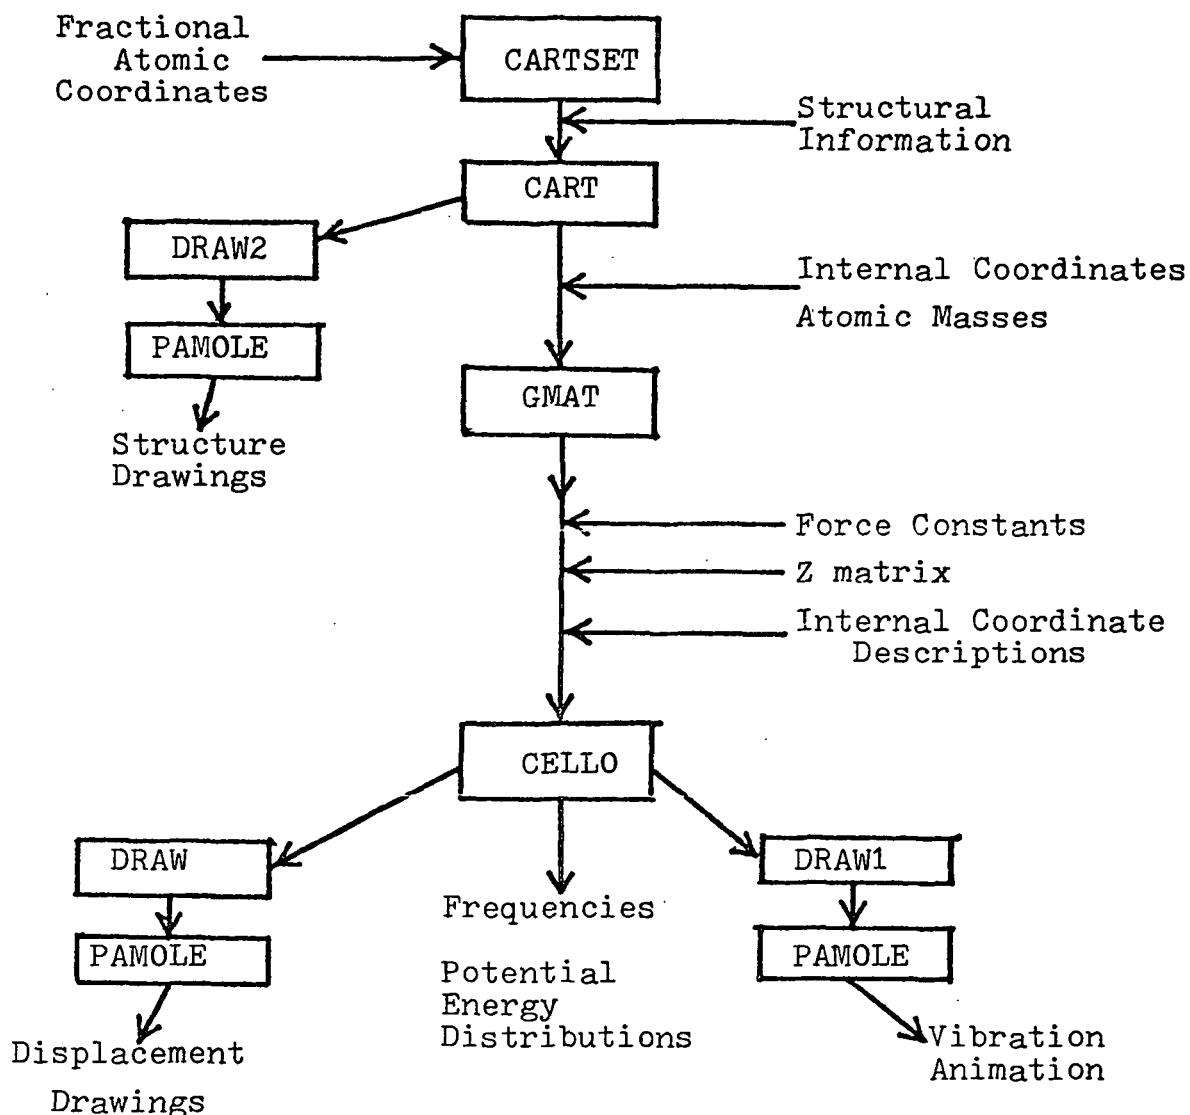 Fractional
Atomic
Coordinates
CARTSET
Structural
Information
CART
DRAW2
Internal Coordinates
Atomic Masses
PAMOLE
GMAT
Structure
Drawings
Force Constants
Z matrix
Internal Coordinate
Descriptions
CELLO
DRAW
DRAW1
Frequencies
PAMOLE
PAMOLE
Potential
Energy
Distributions
Displacement
Drawings
Vibration
Animation